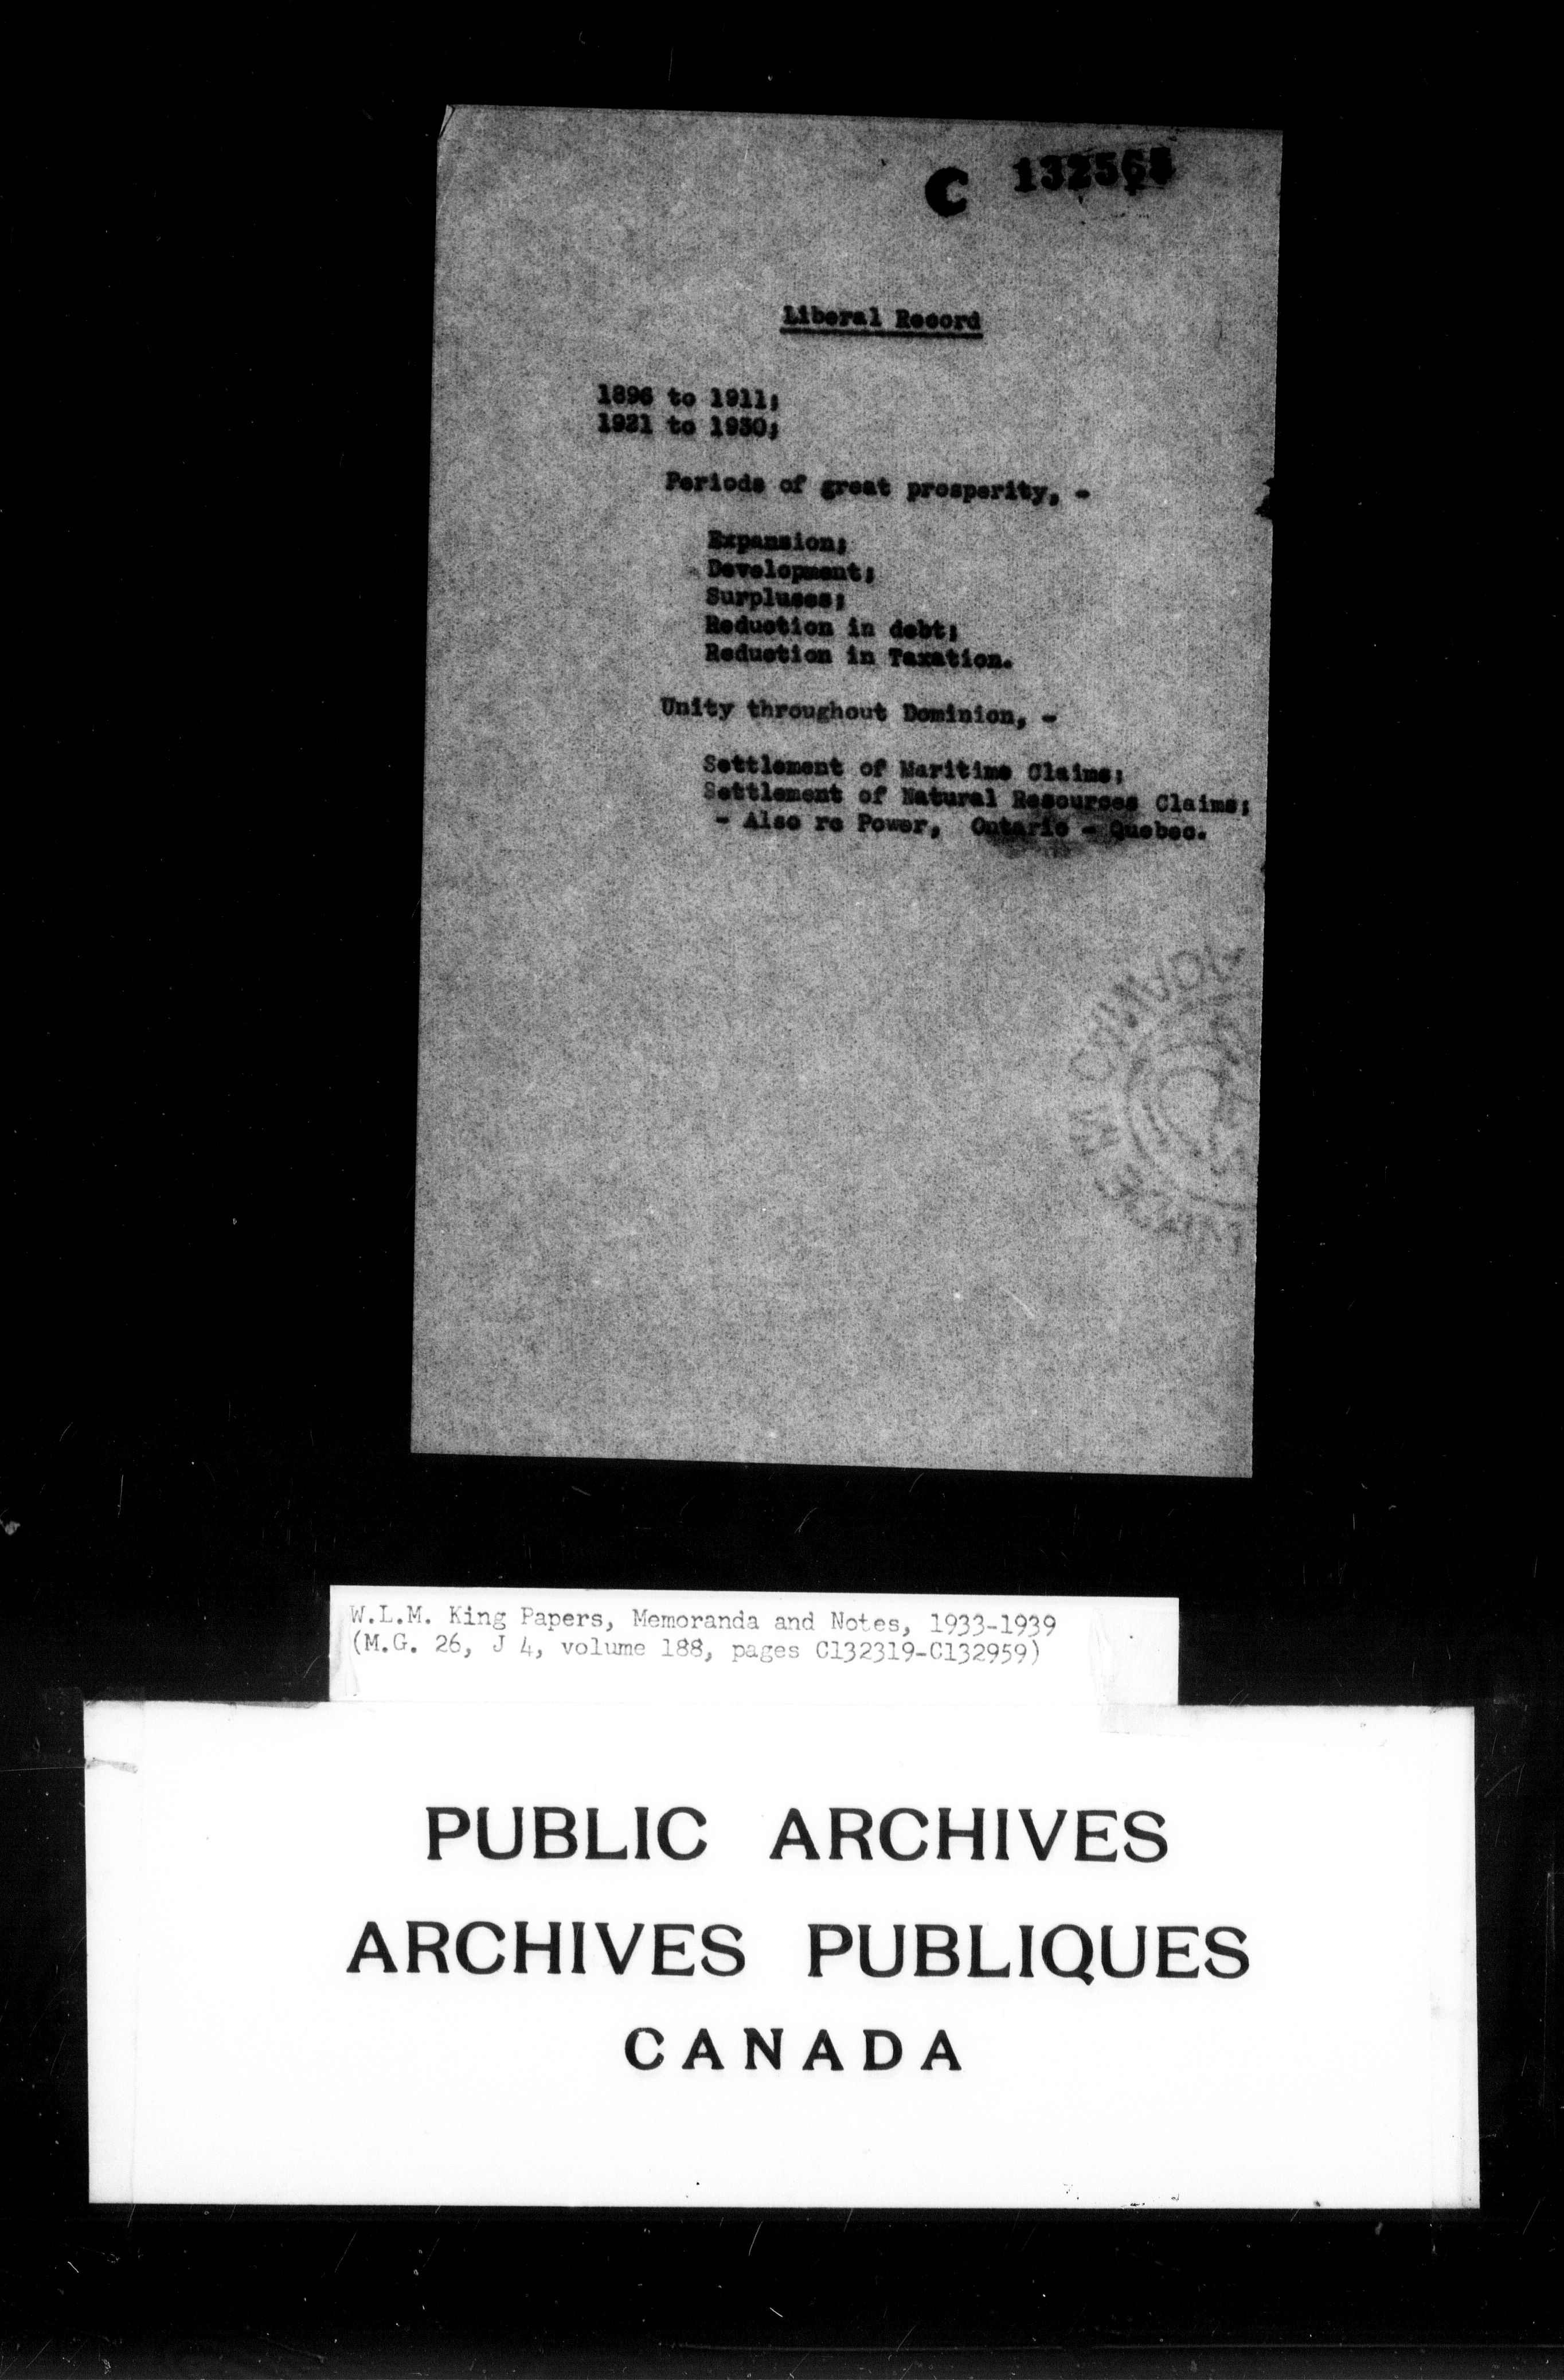 C 132564
Liberal Record
1896 to 1911;
1921 to 1930;
Periods of great prosperity, -
Expansion;
Development;
Surpluses;
Reduction in debt;
Reduction in Taxation.
Unity throughout Dominion, -
Settlement of Maritime Claims;
Settlement of Natural Resources Claims;
- Also re Power, Ontario - Quebec.
W.L.M. King Papers, Memoranda and Notes, 1933-1939
(M.G. 26, J 4, volume 188, pages C132319-C132959)
PUBLIC ARCHIVES
ARCHIVES PUBLIQUES
CANADA